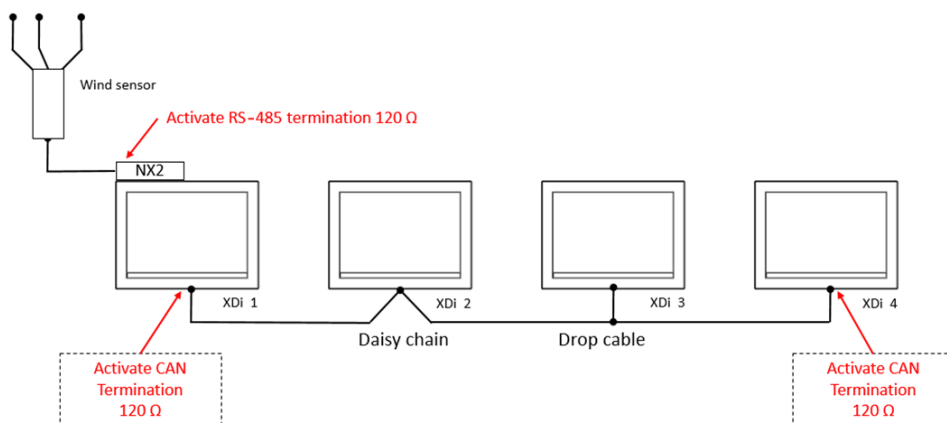 Wind sensor
Activate RS-485 termination 120 Ω
NX2
XDi 1
XDi 2
XDi 3
XDi 4
Daisy chain
Drop cable
Activate CAN
Termination
120 Ω
Activate CAN
Termination
120 Ω